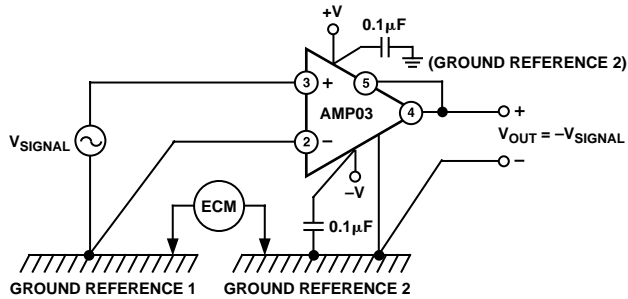 +V
0.1μF
(GROUND REFERENCE 2)
3
+
5
AMP03
4
+
VSIGNAL
VOUT = –VSIGNAL
2
–
–
–V
ECM
0.1μF
GROUND REFERENCE 1
GROUND REFERENCE 2